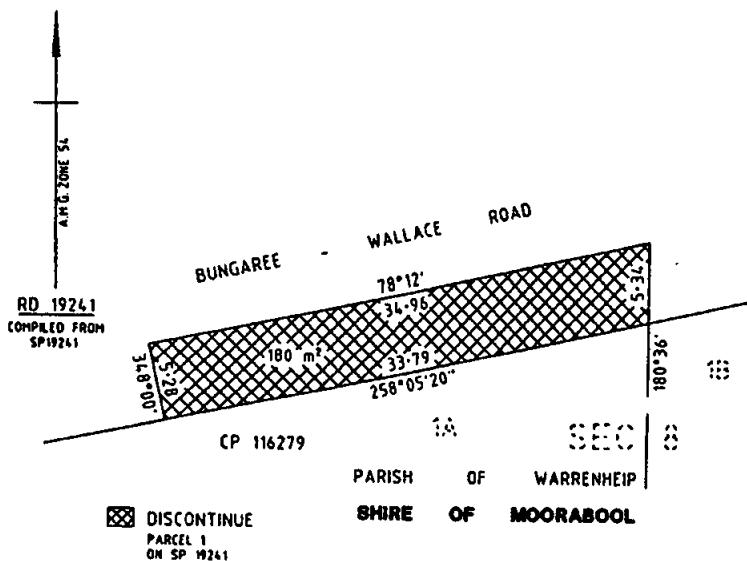 A.M.G. ZONE 54
BUNGAREE - WALLACE ROAD
78°12'
34·96
5·34
RD 19241
COMPILED FROM
SP19241
348°00'
5·28
180 m²
33·79
258°05'20"
180°36'
1B
CP 116279
1A
SEC 8
PARISH OF WARRENHEIP
SHIRE OF MOORABOOL
DISCONTINUE
PARCEL 1
ON SP 19241